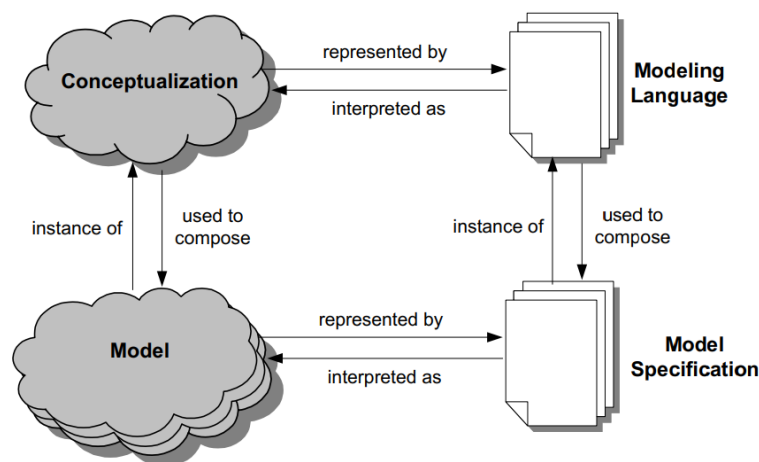 represented by
Conceptualization
Modeling
Language
interpreted as
instance of
used to
compose
instance of
used to
compose
represented by
Model
Model
Specification
interpreted as